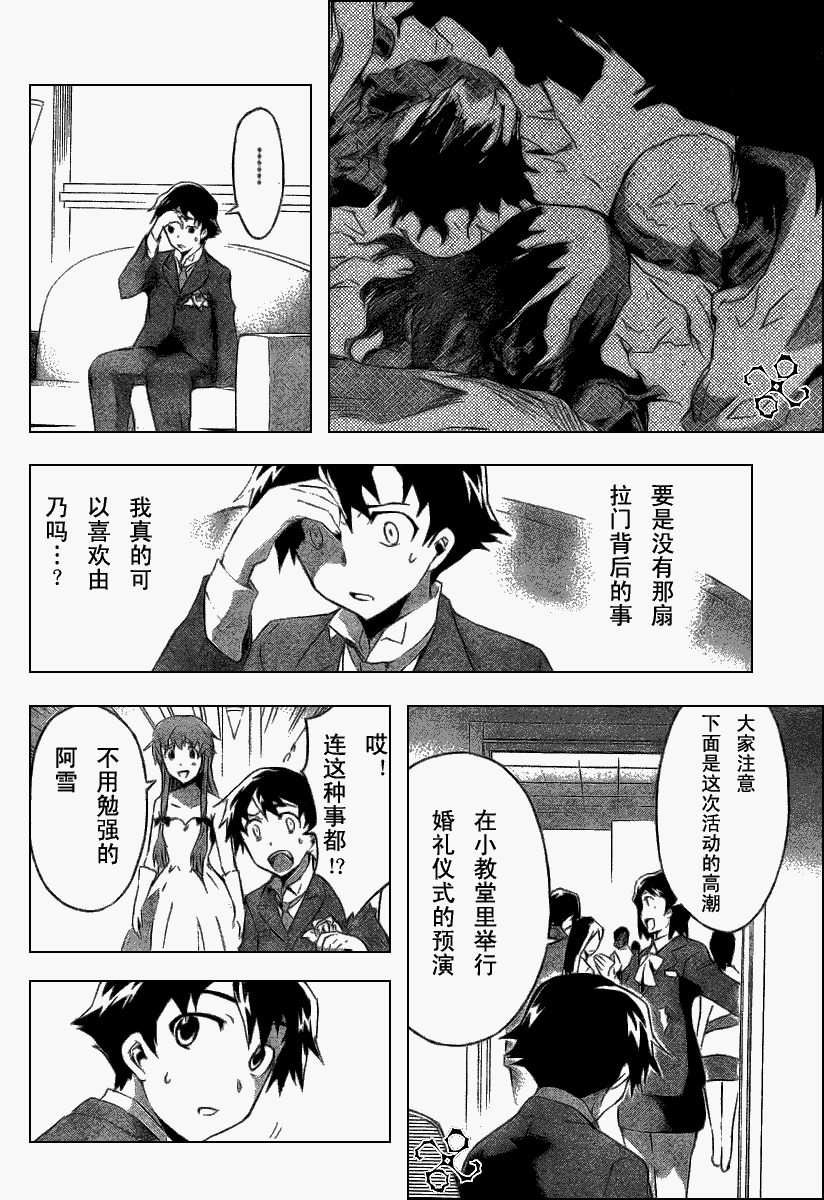 ……
要是没有那扇
拉门背后的事
我真的可
以喜欢由
乃吗…？
大家注意
下面是这次活动的高潮
在小教堂里举行
婚礼仪式的预演
哎！
连这种事都!?
不用勉强的
阿雪